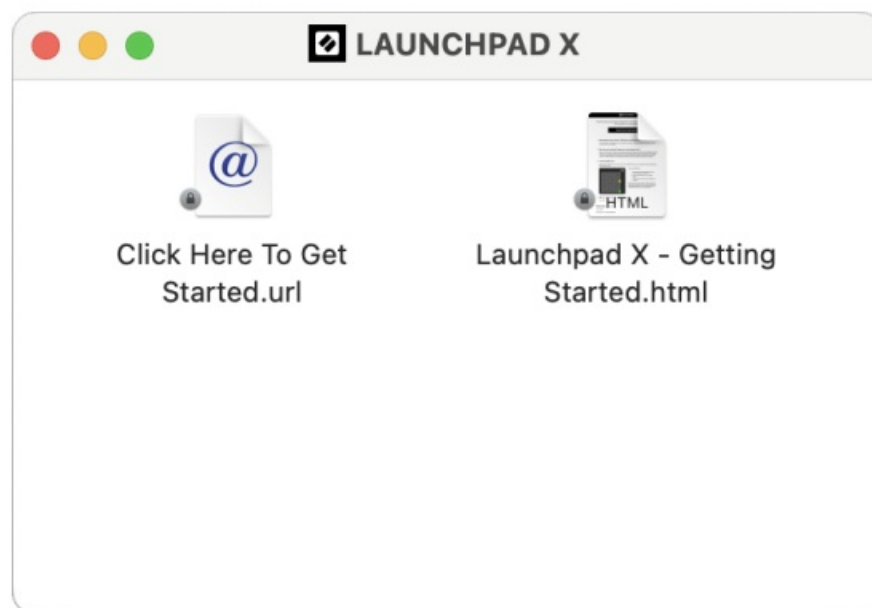 LAUNCHPAD X
@
HTML
Click Here To Get
Started.url
Launchpad X - Getting
Started.html